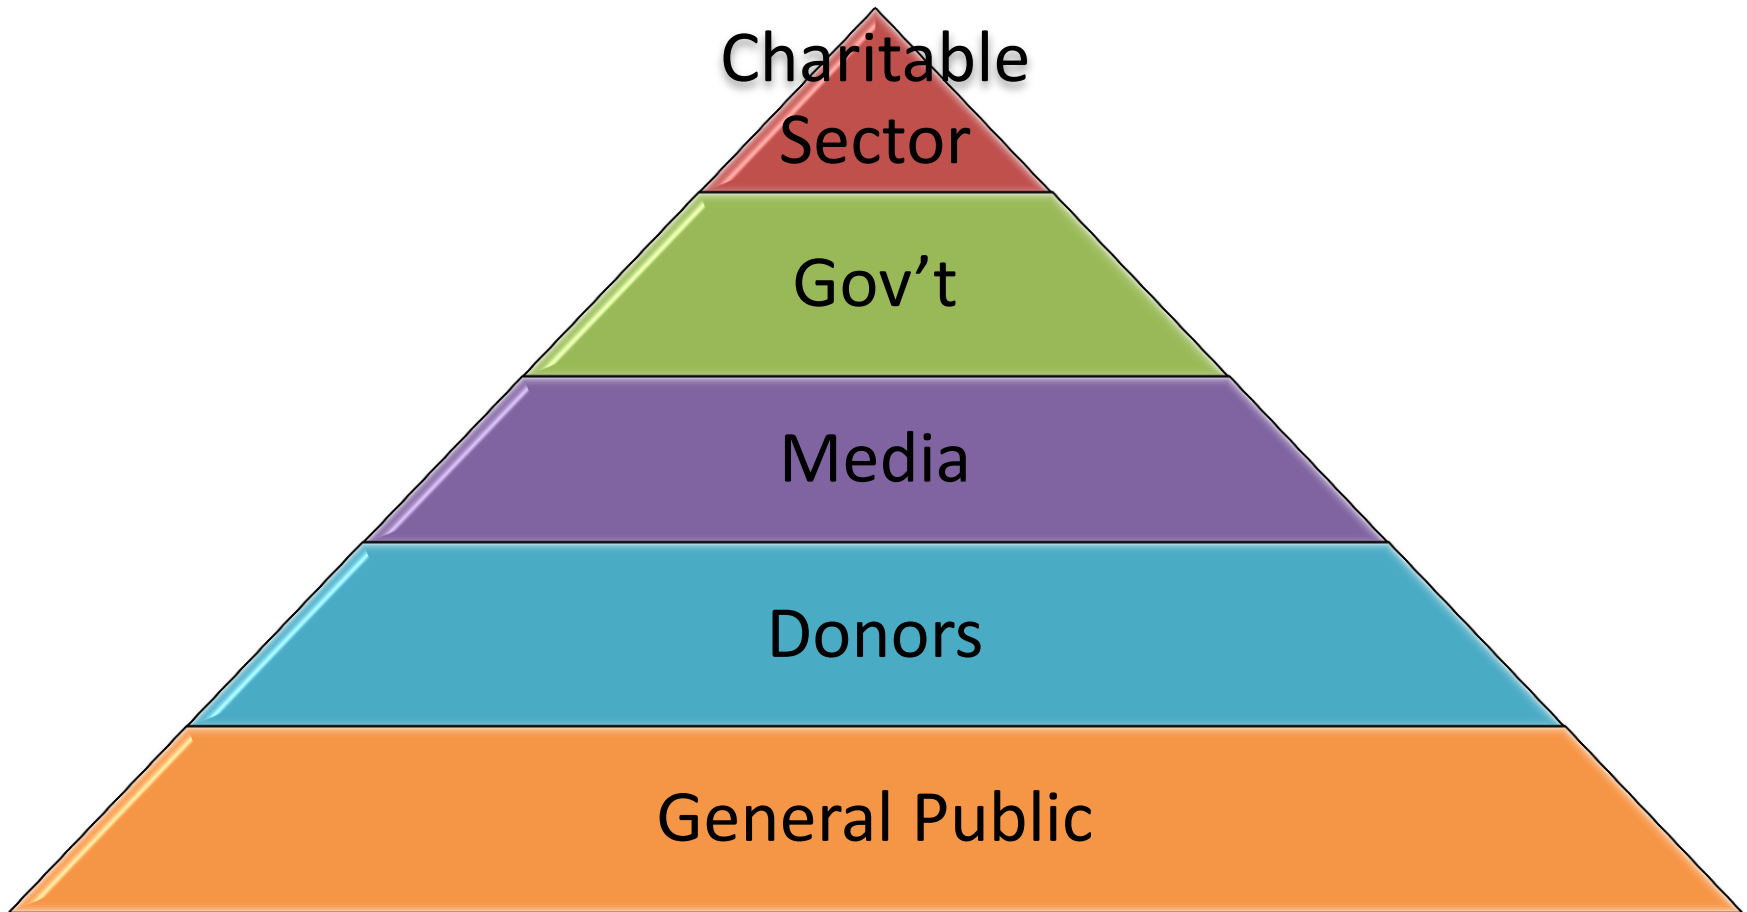 Charitable
Sector
Gov’t
Media
Donors
General Public